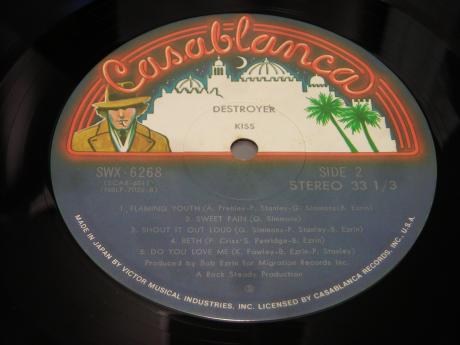 Casablanca
DESTROYER
KISS
SWX-6268
SIDE 2
STEREO 33 1/3
1. FLAMING YOUTH (A. Frehley-P. Stanley-G. Simmons-B. Ezrin)
2. SWEET PAIN (G. Simmons)
3. SHOUT IT OUT LOUD (G. Simmons-P. Stanley-B. Ezrin)
4. BETH (P. Criss-S. Penridge-B. Ezrin)
5. DO YOU LOVE ME (K. Fowley-B. Ezrin-P. Stanley)
Produced by Bob Ezrin for Migration Records Inc.
A Rock Steady Production
MADE IN JAPAN BY VICTOR MUSICAL INDUSTRIES, INC. LICENSED BY CASABLANCA RECORDS, INC. U.S.A.